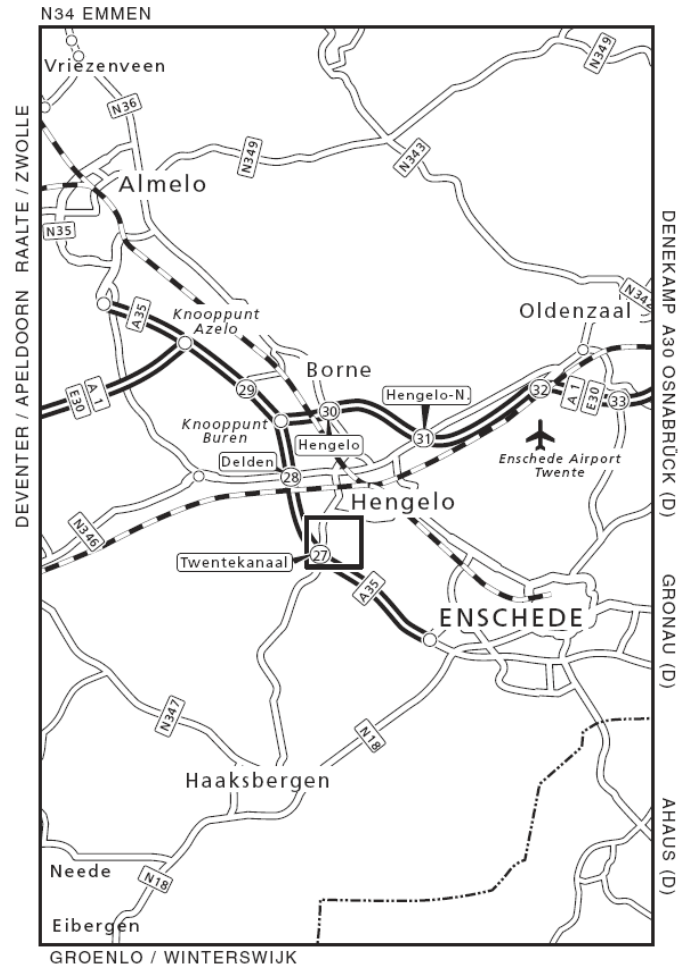 N34 EMMEN
Vriezenveen
N36
N349
N349
N343
Almelo
N35
DEVENTER / APELDOORN RAALTE / ZWOLLE
DENEKAMP A30 OSNABRÜCK (D)
N342
A35
Knooppunt
Azelo
Oldenzaal
Borne
Hengelo-N.
29
30
32
A 1
E30
33
A 1
E30
Knooppunt
Buren
Hengelo
31
Enschede Airport
Twente
Delden
28
Hengelo
N346
Twentekanaal
27
A35
ENSCHEDE
GRONAU (D)
N347
N18
Haaksbergen
AHAUS (D)
Neede
N18
Eibergen
GROENLO / WINTERSWIJK